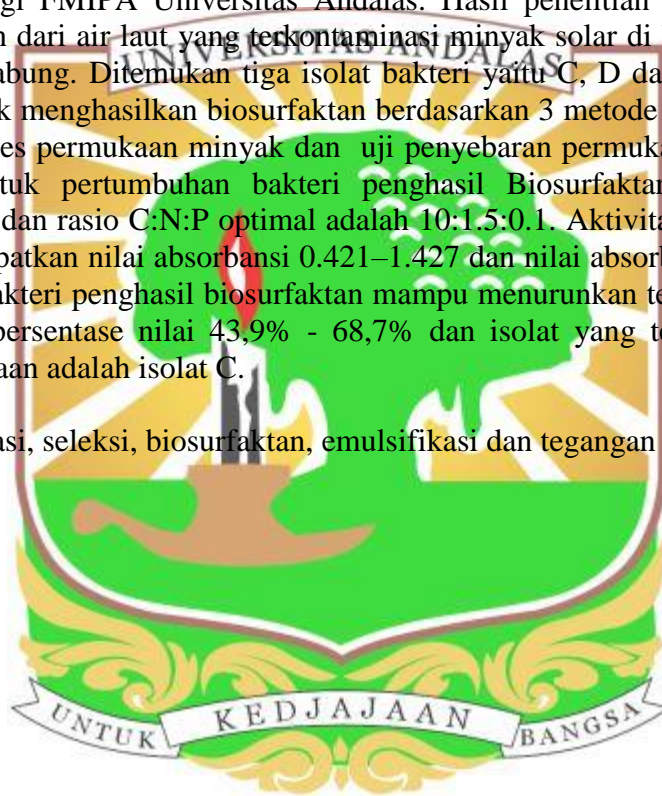 gi FMIPA Universitas Andalas. Hasil penelitian
n dari air laut yang terkontaminasi minyak solar di
UNIVERSITAS ANDALAS
abung. Ditemukan tiga isolat bakteri yaitu C, D da
k menghasilkan biosurfaktan berdasarkan 3 metode
es permukaan minyak dan uji penyebaran permuka
tuk pertumbuhan bakteri penghasil Biosurfaktan
dan rasio C:N:P optimal adalah 10:1.5:0.1. Aktivita
patkan nilai absorbansi 0.421–1.427 dan nilai absorb
akteri penghasil biosurfaktan mampu menurunkan te
persentase nilai 43,9% - 68,7% dan isolat yang te
aan adalah isolat C.
asi, seleksi, biosurfaktan, emulsifikasi dan tegangan
UNTUK KEDJAJAAN BANGSA